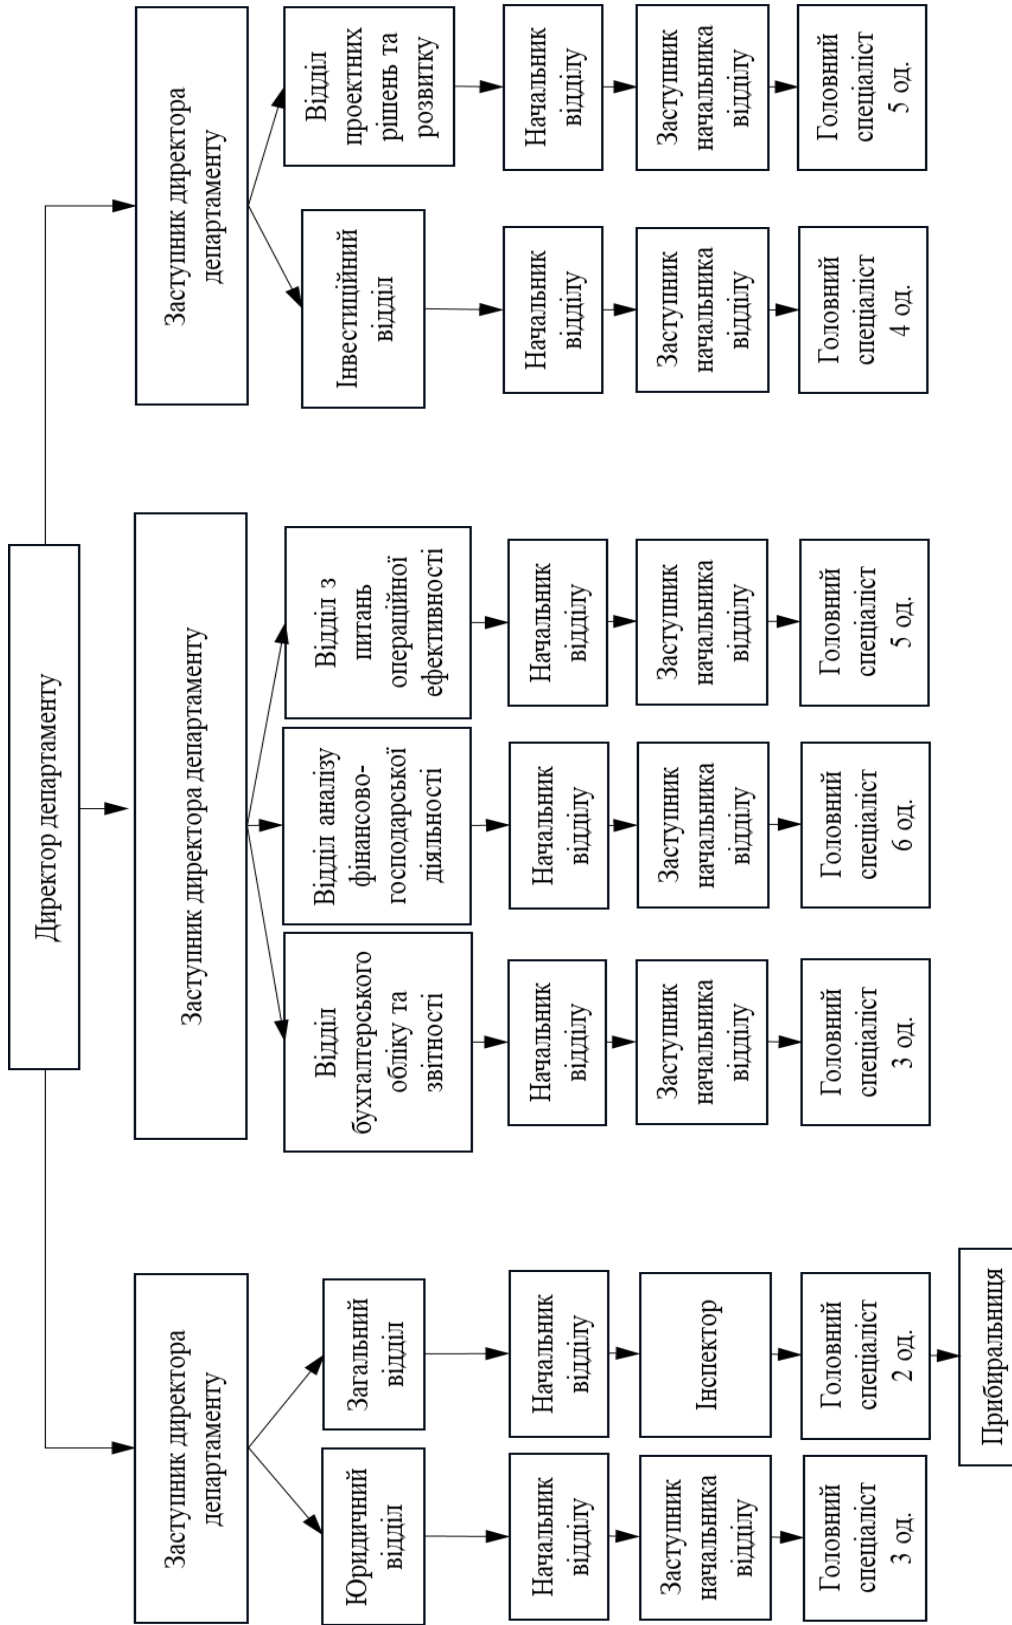 Директор департаменту
Заступник директора
департаменту
Заступник директора департаменту
Заступник директора
департаменту
Юридичний
відділ
Загальний
відділ
Відділ
бухгалтерського
обліку та
звітності
Відділ аналізу
фінансово-
господарської
діяльності
Відділ з
питань
операційної
ефективності
Інвестиційний
відділ
Відділ
проектних
рішень та
розвитку
Начальник
відділу
Начальник
відділу
Начальник
відділу
Начальник
відділу
Начальник
відділу
Начальник
відділу
Начальник
відділу
Заступник
начальника
відділу
Інспектор
Заступник
начальника
відділу
Заступник
начальника
відділу
Заступник
начальника
відділу
Заступник
начальника
відділу
Заступник
начальника
відділу
Головний
спеціаліст
3 од.
Головний
спеціаліст
2 од.
Головний
спеціаліст
3 од.
Головний
спеціаліст
6 од.
Головний
спеціаліст
5 од.
Головний
спеціаліст
4 од.
Головний
спеціаліст
5 од.
Прибиральниця